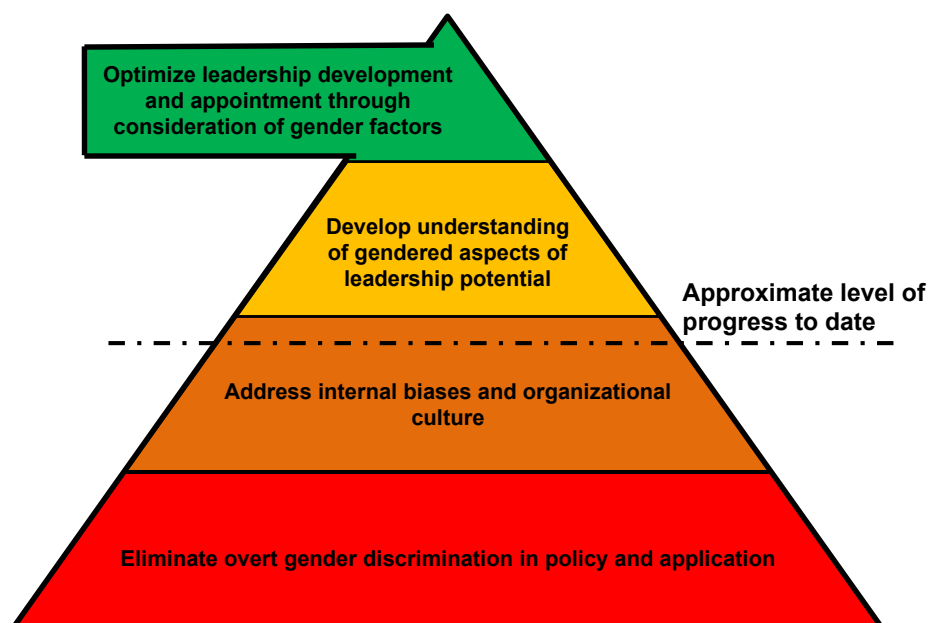 Optimize leadership development
and appointment through
consideration of gender factors
Develop understanding
of gendered aspects of
leadership potential
Approximate level of
progress to date
Address internal biases and organizational
culture
Eliminate overt gender discrimination in policy and application